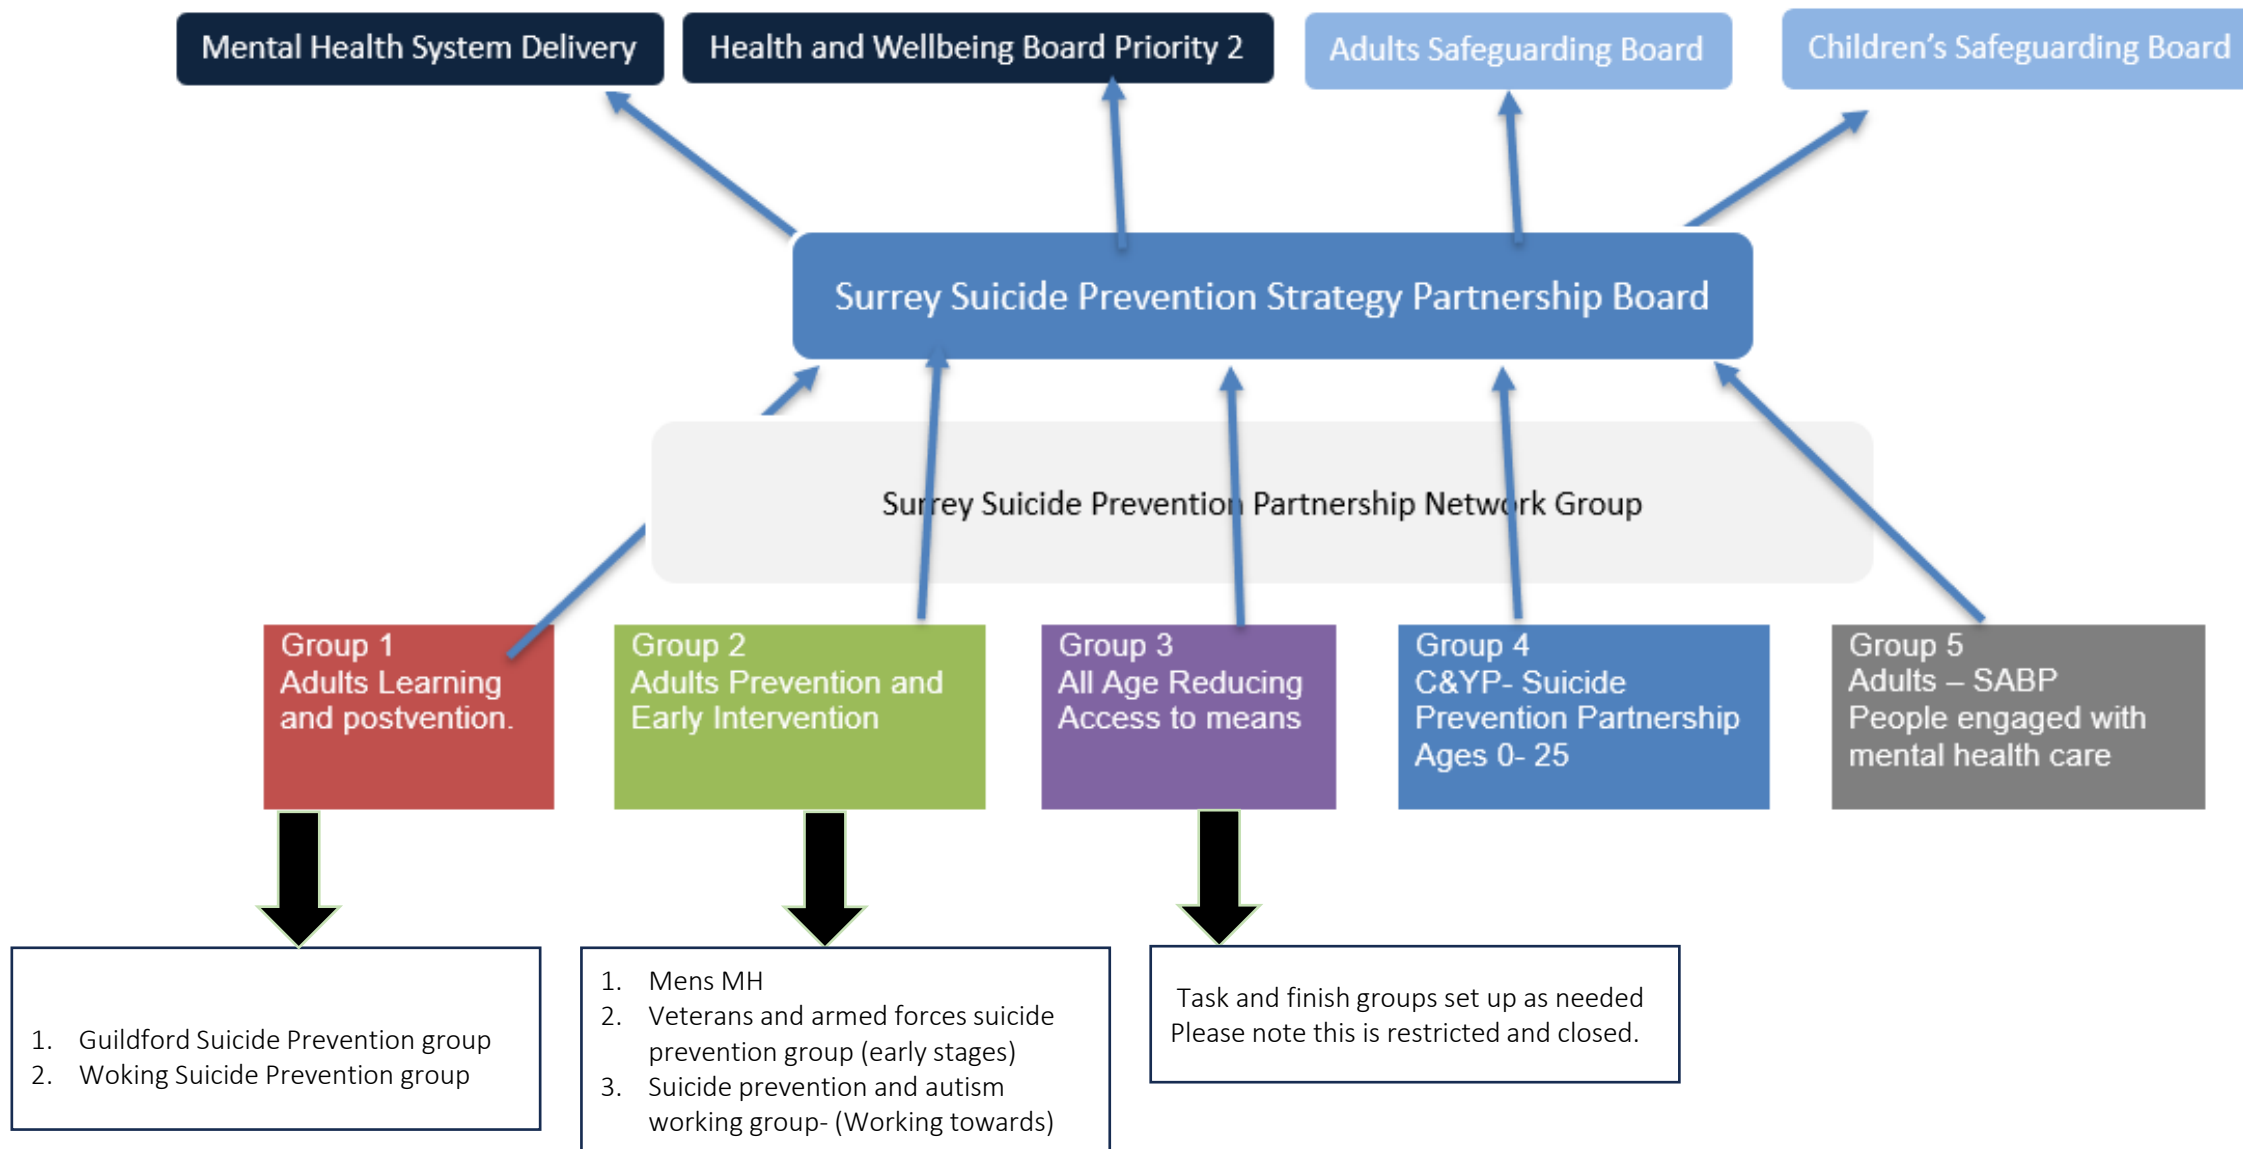 Mental Health System Delivery
Health and Wellbeing Board Priority 2
Adults Safeguarding Board
Children’s Safeguarding Board
Surrey Suicide Prevention Strategy Partnership Board
Surrey Suicide Prevention Partnership Network Group
Group 1
Adults Learning
and postvention.
Group 2
Adults Prevention and
Early Intervention
Group 3
All Age Reducing
Access to means
Group 4
C&YP- Suicide
Prevention Partnership
Ages 0- 25
Group 5
Adults – SABP
People engaged with
mental health care
1. Guildford Suicide Prevention group
2. Woking Suicide Prevention group
1. Mens MH
2. Veterans and armed forces suicide
prevention group (early stages)
3. Suicide prevention and autism
working group- (Working towards)
Task and finish groups set up as needed
Please note this is restricted and closed.